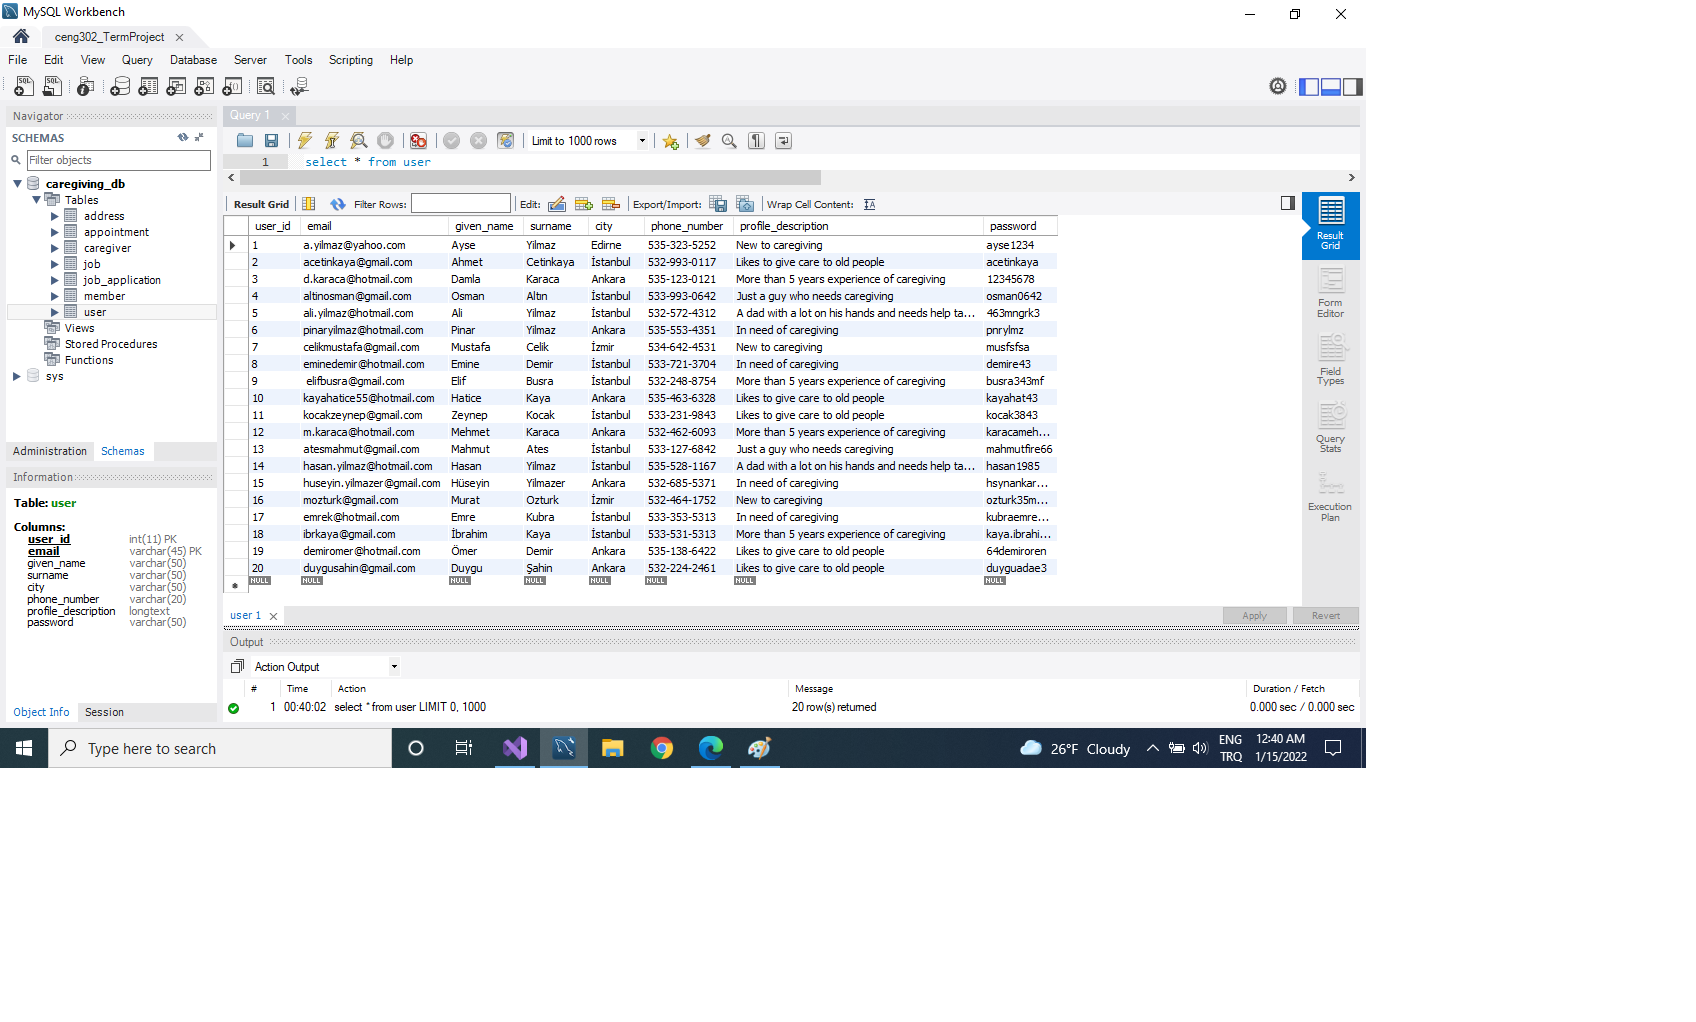 MySQL Workbench
ceng302_TermProject
File Edit View Query Database Server Tools Scripting Help
Navigator
SCHEMAS
Filter objects
caregiving_db
Tables
address
appointment
caregiver
job
job_application
member
user
Views
Stored Procedures
Functions
sys
Administration Schemas
Information
Table: user
Columns:
user_id int(11) PK
email varchar(45) PK
given_name varchar(50)
surname varchar(50)
city varchar(50)
phone_number varchar(20)
profile_description longtext
password varchar(50)
Object Info Session
Query 1
Limit to 1000 rows
1 select * from user
Result Grid Filter Rows: Edit: Export/Import: Wrap Cell Content:
user_id email given_name surname city phone_number profile_description password
1 a.yilmaz@yahoo.com Ayse Yilmaz Edirne 535-323-5252 New to caregiving ayse1234
2 acetinkaya@gmail.com Ahmet Cetinkaya İstanbul 532-993-0117 Likes to give care to old people acetinkaya
3 d.karaca@hotmail.com Damla Karaca Ankara 535-123-0121 More than 5 years experience of caregiving 12345678
4 altinosman@gmail.com Osman Altın İstanbul 533-993-0642 Just a guy who needs caregiving osman0642
5 ali.yilmaz@hotmail.com Ali Yilmaz İstanbul 532-572-4312 A dad with a lot on his hands and needs help ta... 463mngrk3
6 pinaryilmaz@hotmail.com Pinar Yilmaz Ankara 535-553-4351 In need of caregiving pnrylmz
7 celikmustafa@gmail.com Mustafa Celik İzmir 534-642-4531 New to caregiving musfsfsa
8 eminedemir@hotmail.com Emine Demir İstanbul 533-721-3704 In need of caregiving demire43
9 elifbusra@gmail.com Elif Busra İstanbul 532-248-8754 More than 5 years experience of caregiving busra343mf
10 kayahatice55@hotmail.com Hatice Kaya Ankara 535-463-6328 Likes to give care to old people kayahat43
11 kocakzeynep@gmail.com Zeynep Kocak İstanbul 533-231-9843 Likes to give care to old people kocak3843
12 m.karaca@hotmail.com Mehmet Karaca Ankara 532-462-6093 More than 5 years experience of caregiving karacameh...
13 atesmahmut@gmail.com Mahmut Ates İstanbul 533-127-6842 Just a guy who needs caregiving mahmutfire66
14 hasan.yilmaz@hotmail.com Hasan Yilmaz İstanbul 535-528-1167 A dad with a lot on his hands and needs help ta... hasan1985
15 huseyin.yilmazer@gmail.com Hüseyin Yilmazer Ankara 532-685-5371 In need of caregiving hsynankar...
16 mozturk@gmail.com Murat Ozturk İzmir 532-464-1752 New to caregiving ozturk35m...
17 emrek@hotmail.com Emre Kubra İstanbul 533-353-5313 In need of caregiving kubraemre...
18 ibrkaya@gmail.com İbrahim Kaya İstanbul 533-531-5313 More than 5 years experience of caregiving kaya.ibrahi...
19 demiromer@hotmail.com Ömer Demir Ankara 535-138-6422 Likes to give care to old people 64demiroren
20 duygusahin@gmail.com Duygu Şahin Ankara 532-224-2461 Likes to give care to old people duyguadae3
NULL NULL NULL NULL NULL NULL NULL NULL
Result Grid
Form Editor
Field Types
Query Stats
Execution Plan
user 1 Apply Revert
Output
Action Output
# Time Action Message Duration / Fetch
1 00:40:02 select * from user LIMIT 0, 1000 20 row(s) returned 0.000 sec / 0.000 sec
Type here to search
26°F Cloudy
ENG
TRQ
12:40 AM
1/15/2022